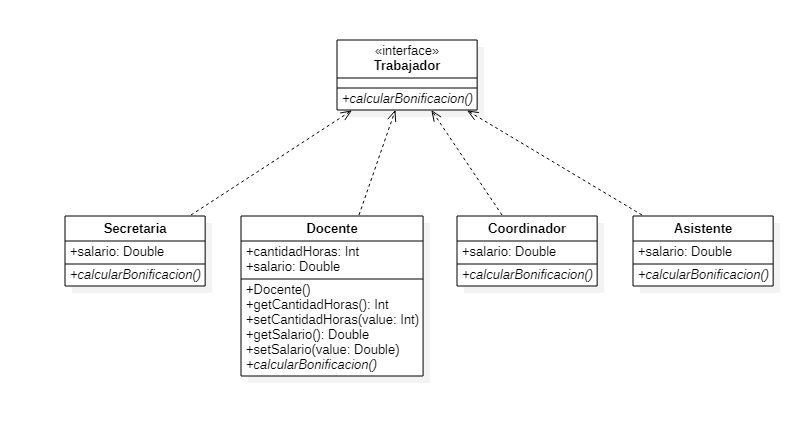 «interface»
Trabajador
+calcularBonificacion()
Secretaria
+salario: Double
+calcularBonificacion()
Docente
+cantidadHoras: Int
+salario: Double
+Docente()
+getCantidadHoras(): Int
+setCantidadHoras(value: Int)
+getSalario(): Double
+setSalario(value: Double)
+calcularBonificacion()
Coordinador
+salario: Double
+calcularBonificacion()
Asistente
+salario: Double
+calcularBonificacion()